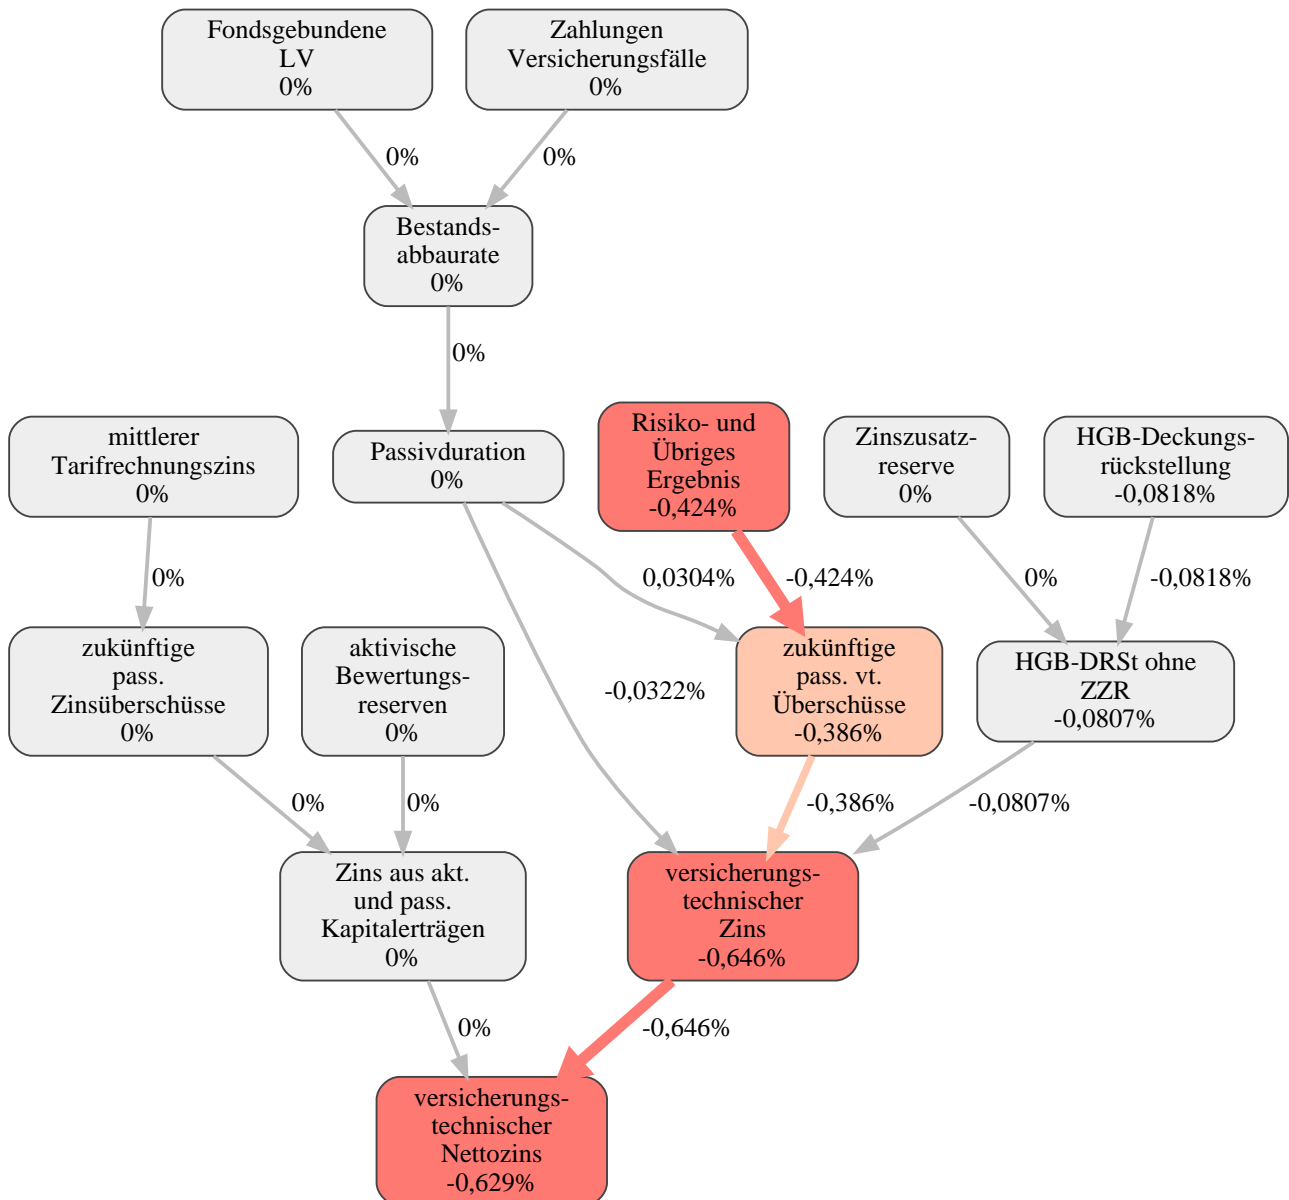 Fondsgebundene
LV
0%
Zahlungen
Versicherungsfälle
0%
0%
0%
Bestands-
abbaurate
0%
0%
mittlerer
Tarifrechnungszins
0%
Passivduration
0%
Risiko- und
Übriges
Ergebnis
-0,424%
Zinszusatz-
reserve
0%
HGB-Deckungs-
rückstellung
-0,0818%
0%
0,0304%
-0,424%
0%
-0,0818%
zukünftige
pass.
Zinsüberschüsse
0%
aktivische
Bewertungs-
reserven
0%
-0,0322%
zukünftige
pass. vt.
Überschüsse
-0,386%
HGB-DRSt ohne
ZZR
-0,0807%
0%
0%
-0,386%
-0,0807%
Zins aus akt.
und pass.
Kapitalerträgen
0%
versicherungs-
technischer
Zins
-0,646%
0%
-0,646%
versicherungs-
technischer
Nettozins
-0,629%